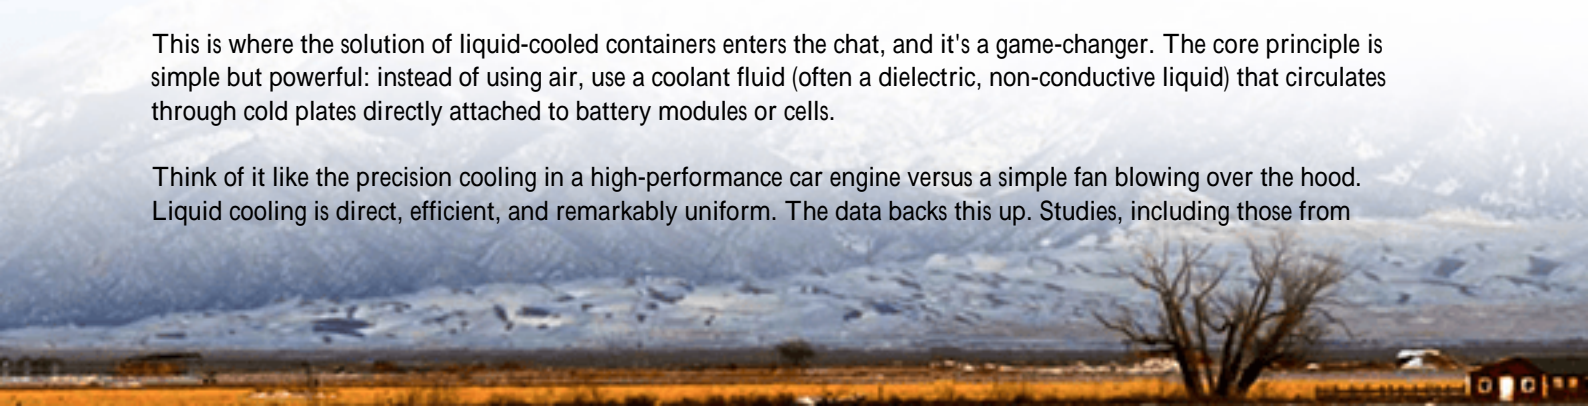 This is where the solution of liquid-cooled containers enters the chat, and it's a game-changer. The core principle is
simple but powerful: instead of using air, use a coolant fluid (often a dielectric, non-conductive liquid) that circulates
through cold plates directly attached to battery modules or cells.
Think of it like the precision cooling in a high-performance car engine versus a simple fan blowing over the hood.
Liquid cooling is direct, efficient, and remarkably uniform. The data backs this up. Studies, including those from